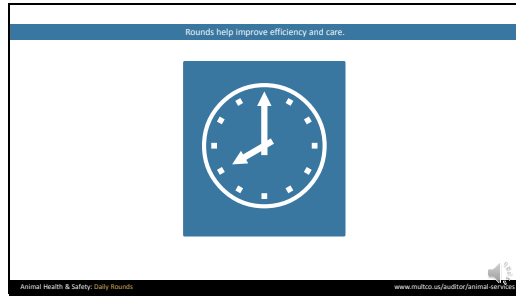 Rounds help improve efficiency and care.
Animal Health & Safety: Daily Rounds
www.multco.us/auditor/animal-services